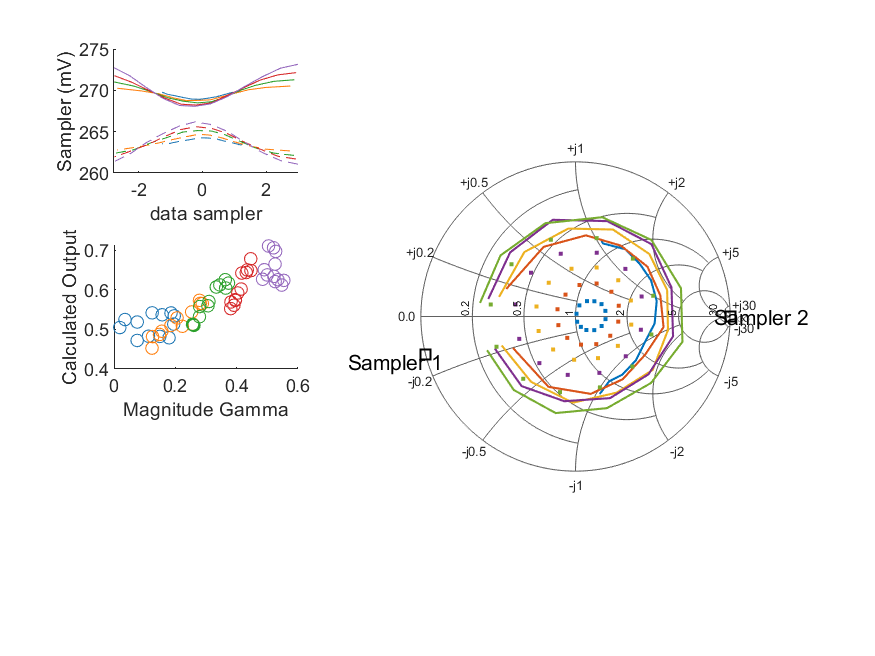 275
270
265
260
Sampler (mV)
-2
0
2
data sampler
0.7
0.6
0.5
0.4
Calculated Output
0
0.2
0.4
0.6
Magnitude Gamma
+j1
+j0.5
+j2
+j0.2
+j5
0.0
0.2
0.5
1
2
5
30
+j30
-j30
Sampler 2
Sampler 1
-j0.2
-j5
-j0.5
-j2
-j1